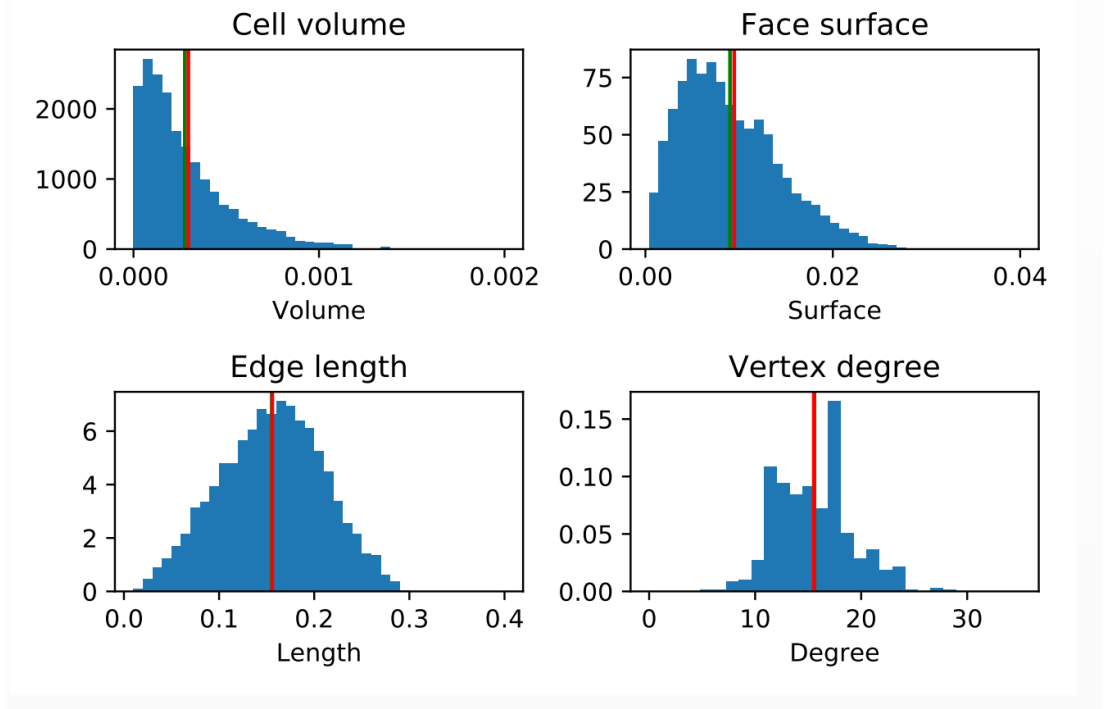 Cell volume
2000
1000
0
0.000 0.001 0.002
Volume
Face surface
75
50
25
0
0.00 0.02 0.04
Surface
Edge length
6
4
2
0
0.0 0.1 0.2 0.3 0.4
Length
Vertex degree
0.15
0.10
0.05
0.00
0 10 20 30
Degree